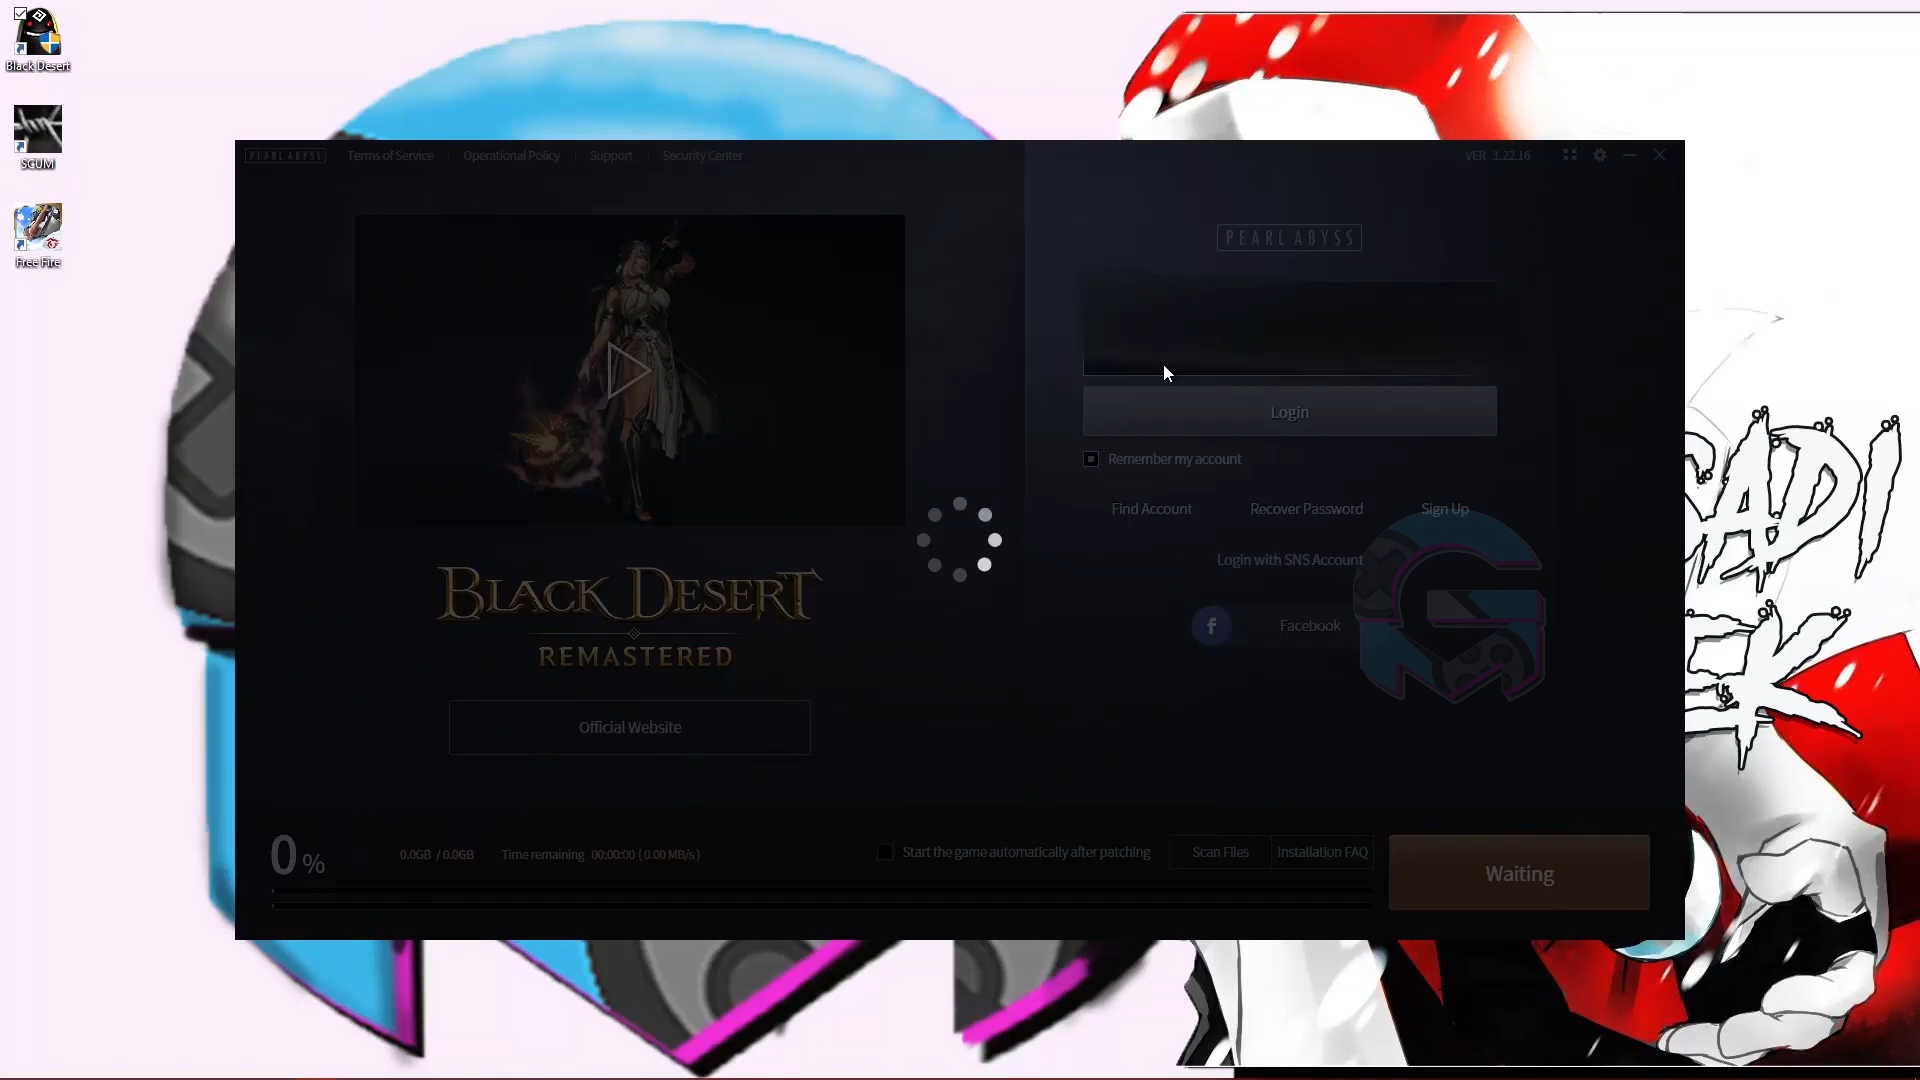 Black Desert
SCUM
Free Fire
PEARL ABYSS
Terms of Service
Operational Policy
Support
Security Center
VER 1.22.16
PEARL ABYSS
Login
Remember my account
Find Account
Recover Password
Sign Up
Login with SNS Account
f
Facebook
BLACK DESERT
REMASTERED
Official Website
0 %
0.0GB / 0.0GB
Time remaining 00:00:00 ( 0.00 MB/s )
Start the game automatically after patching
Scan Files
Installation FAQ
Waiting